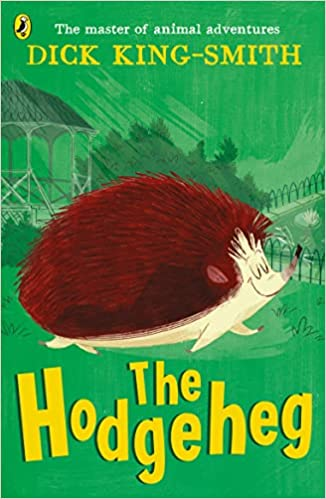 The master of animal adventures
DICK KING-SMITH
The
Hodgeheg